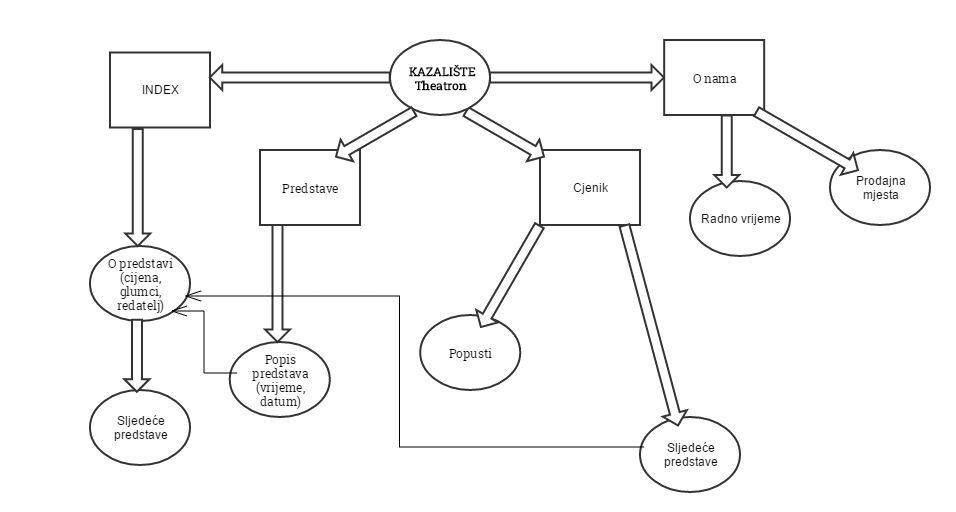 KAZALIŠTE
Theatron
INDEX
Predstave
Cjenik
O nama
O predstavi
(cijena,
glumci,
redatelj)
Sljedeće
predstave
Popis
predstava
(vrijeme,
datum)
Popusti
Sljedeće
predstave
Radno vrijeme
Prodajna
mjesta